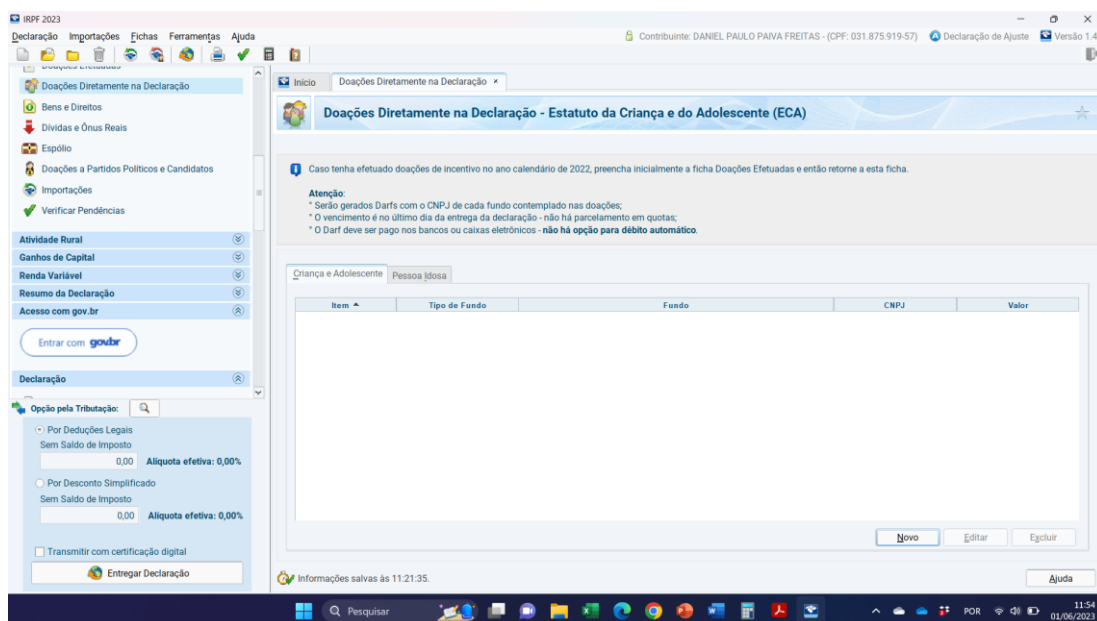 IRPF 2023
Declaração Importações Fichas Ferramentas Ajuda
Contribuinte: DANIEL PAULO PAIVA FREITAS - (CPF: 031.875.919-57) Declaração de Ajuste Versão 1.4
Doações Efetuadas
Doações Diretamente na Declaração
Bens e Direitos
Dívidas e Ônus Reais
Espólio
Doações a Partidos Políticos e Candidatos
Importações
Verificar Pendências
Atividade Rural
Ganhos de Capital
Renda Variável
Resumo da Declaração
Acesso com gov.br
Entrar com gov.br
Declaração
Opção pela Tributação:
Por Deduções Legais
Sem Saldo de Imposto
0,00 Alíquota efetiva: 0,00%
Por Desconto Simplificado
Sem Saldo de Imposto
0,00 Alíquota efetiva: 0,00%
Transmitir com certificação digital
Entregar Declaração
Início Doações Diretamente na Declaração ×
Doações Diretamente na Declaração - Estatuto da Criança e do Adolescente (ECA)
Caso tenha efetuado doações de incentivo no ano calendário de 2022, preencha inicialmente a ficha Doações Efetuadas e então retorne a esta ficha.
Atenção:
* Serão gerados Darfs com o CNPJ de cada fundo contemplado nas doações;
* O vencimento é no último dia da entrega da declaração - não há parcelamento em quotas;
* O Darf deve ser pago nos bancos ou caixas eletrônicos - não há opção para débito automático.
Criança e Adolescente Pessoa Idosa
Item Tipo de Fundo Fundo CNPJ Valor
Novo Editar Excluir
Informações salvas às 11:21:35.
Ajuda
Pesquisar
POR
11:54
01/06/2023